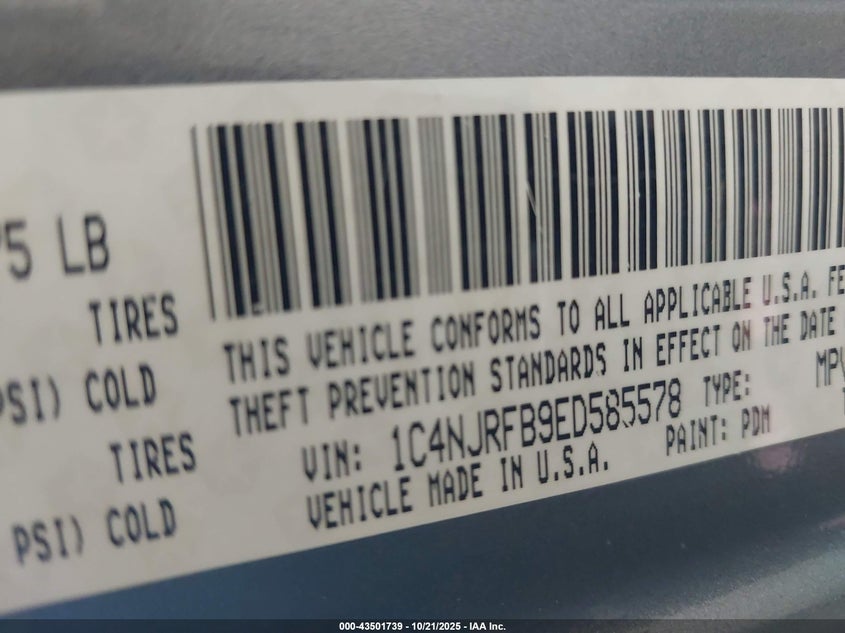 5 LB
TIRES
PSI) COLD
TIRES
PSI) COLD
THIS VEHICLE CONFORMS TO ALL APPLICABLE U.S.A. FE
THEFT PREVENTION STANDARDS IN EFFECT ON THE DATE
VIN: 1C4NJRFB9ED585578 TYPE: MPV
VEHICLE MADE IN U.S.A. PAINT: PDM
000-43501739 - 10/21/2025 - IAA Inc.